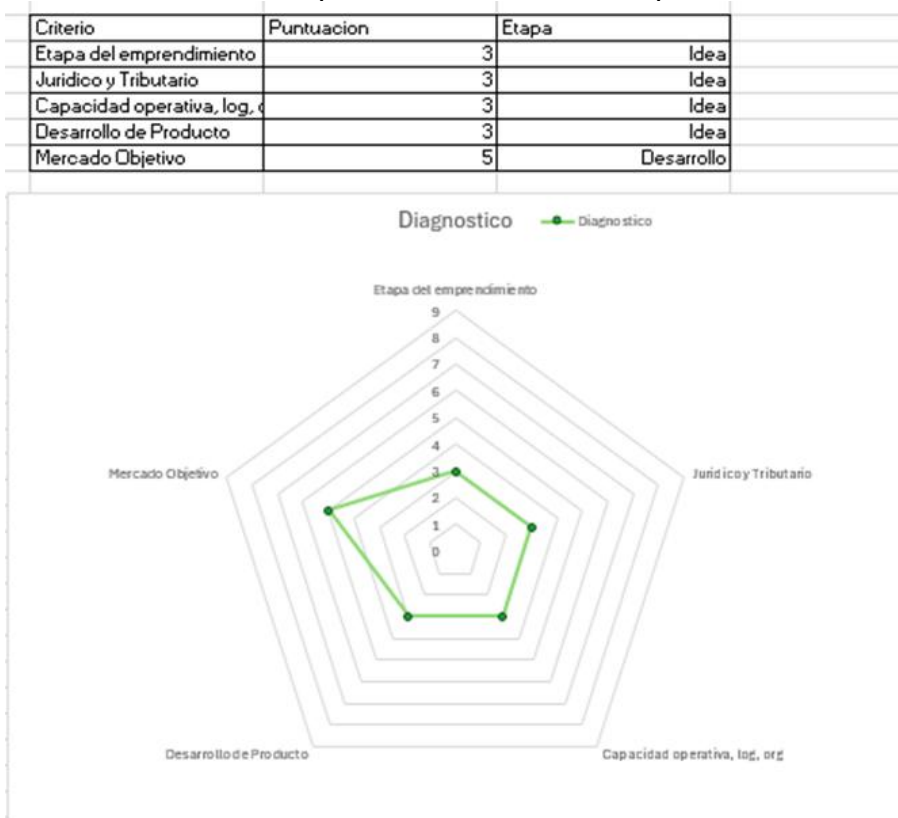 Criterio Puntuacion Etapa
Etapa del emprendimiento 3 Idea
Juridico y Tributario 3 Idea
Capacidad operativa, log, 3 Idea
Desarrollo de Producto 3 Idea
Mercado Objetivo 5 Desarrollo
Diagnostico Diagnostico
Etapa del emprendimiento
9
8
7
6
5
4
3
2
1
0
Mercado Objetivo
Juridico y Tributario
Desarrollo de Producto
Capacidad operativa, log, org